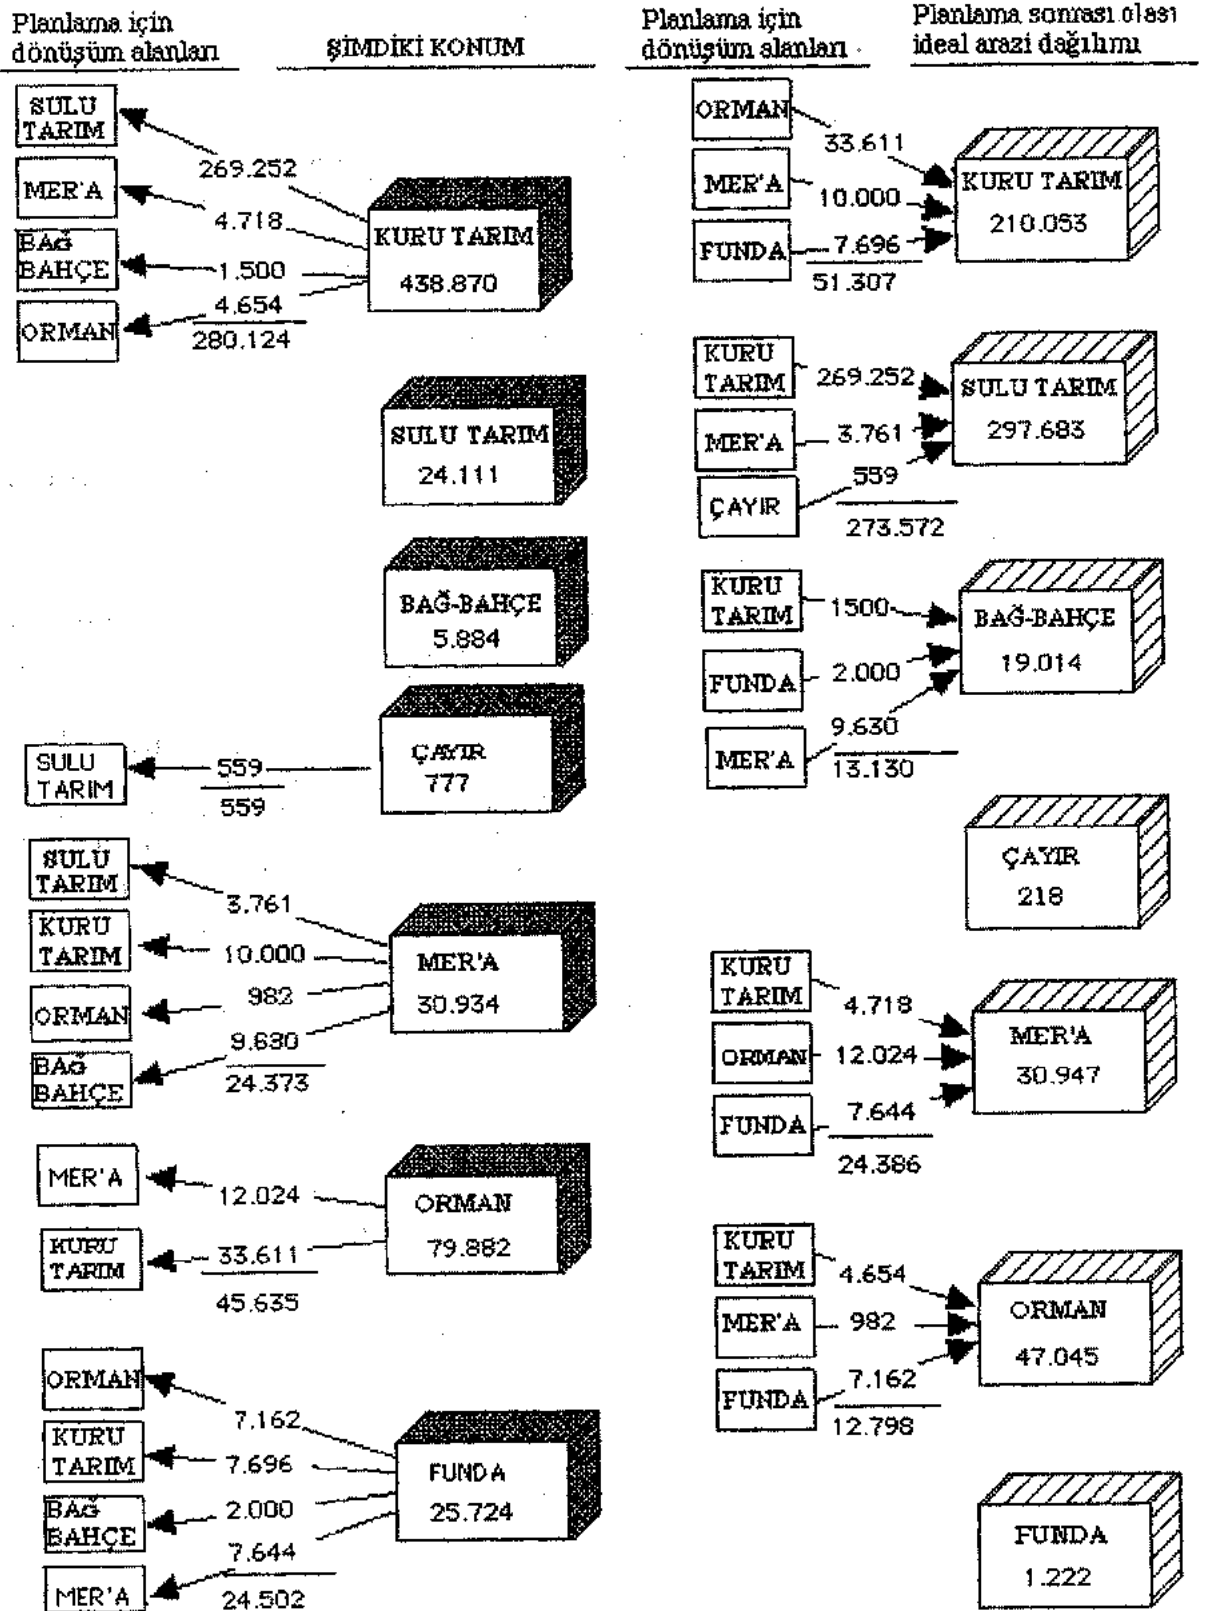 Planlama için
dönüşüm alanları
ŞİMDİKİ KONUM
SULU
TARIM
269.252
MER'A
4.718
BAĞ
BAHÇE
1.500
ORMAN
4.654
280.124
KURU TARIM
438.870
SULU TARIM
24.111
BAĞ-BAHÇE
5.884
SULU
TARIM
559
559
ÇAYIR
777
SULU
TARIM
3.761
KURU
TARIM
10.000
ORMAN
982
BAĞ
BAHÇE
9.630
24.373
MER'A
30.934
MER'A
12.024
KURU
TARIM
33.611
45.635
ORMAN
79.882
ORMAN
7.162
KURU
TARIM
7.696
BAĞ
BAHÇE
2.000
MER'A
7.644
24.502
FUNDA
25.724
Planlama için
dönüşüm alanları
Planlama sonrası olası
ideal arazi dağılımı
ORMAN
33.611
MER'A
10.000
FUNDA
7.696
51.307
KURU TARIM
210.053
KURU
TARIM
269.252
MER'A
3.761
ÇAYIR
559
273.572
SULU TARIM
297.683
KURU
TARIM
1500
FUNDA
2.000
MER'A
9.630
13.130
BAĞ-BAHÇE
19.014
ÇAYIR
218
KURU
TARIM
4.718
ORMAN
12.024
FUNDA
7.644
24.386
MER'A
30.947
KURU
TARIM
4.654
MER'A
982
FUNDA
7.162
12.798
ORMAN
47.045
FUNDA
1.222